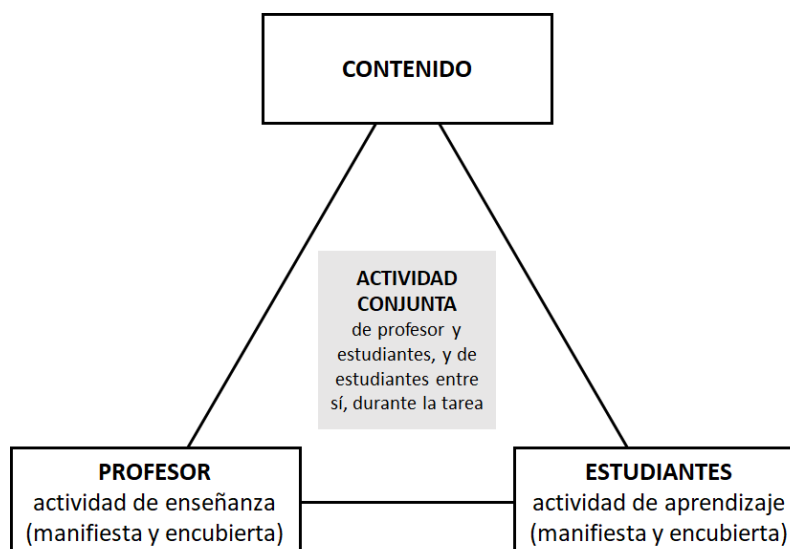 CONTENIDO
ACTIVIDAD
CONJUNTA
de profesor y
estudiantes, y de
estudiantes entre
sí, durante la tarea
PROFESOR
actividad de enseñanza
(manifiesta y encubierta)
ESTUDIANTES
actividad de aprendizaje
(manifiesta y encubierta)